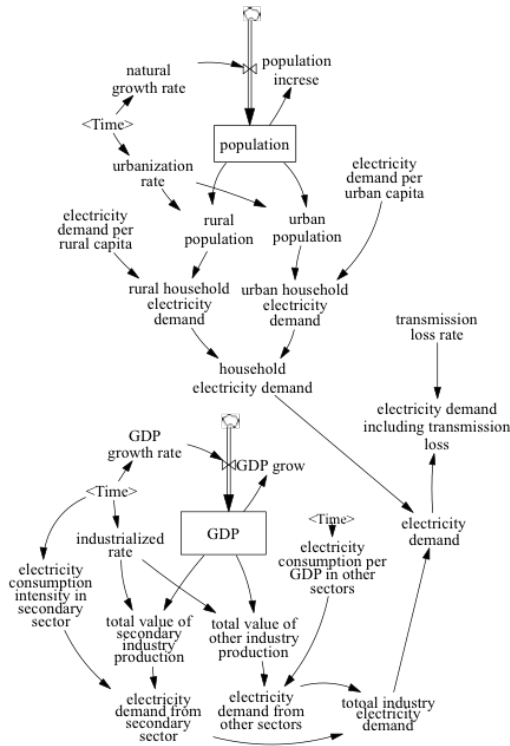 population
increse
natural
growth rate
<Time>
population
urbanization
rate
electricity
demand per
urban capita
electricity
demand per
rural capita
rural
population
urban
population
rural household
electricity
demand
urban household
electricity
demand
transmission
loss rate
household
electricity demand
electricity demand
including transmission
loss
GDP
growth rate
GDP grow
<Time>
GDP
<Time>
electricity
demand
industrialized
rate
electricity
consumption per
GDP in other
sectors
electricity
consumption
intensity in
secondary
sector
total value of
secondary
industry
production
total value of
other industry
production
electricity
demand from
secondary
sector
electricity
demand from
other sectors
totoal industry
electricity
demand